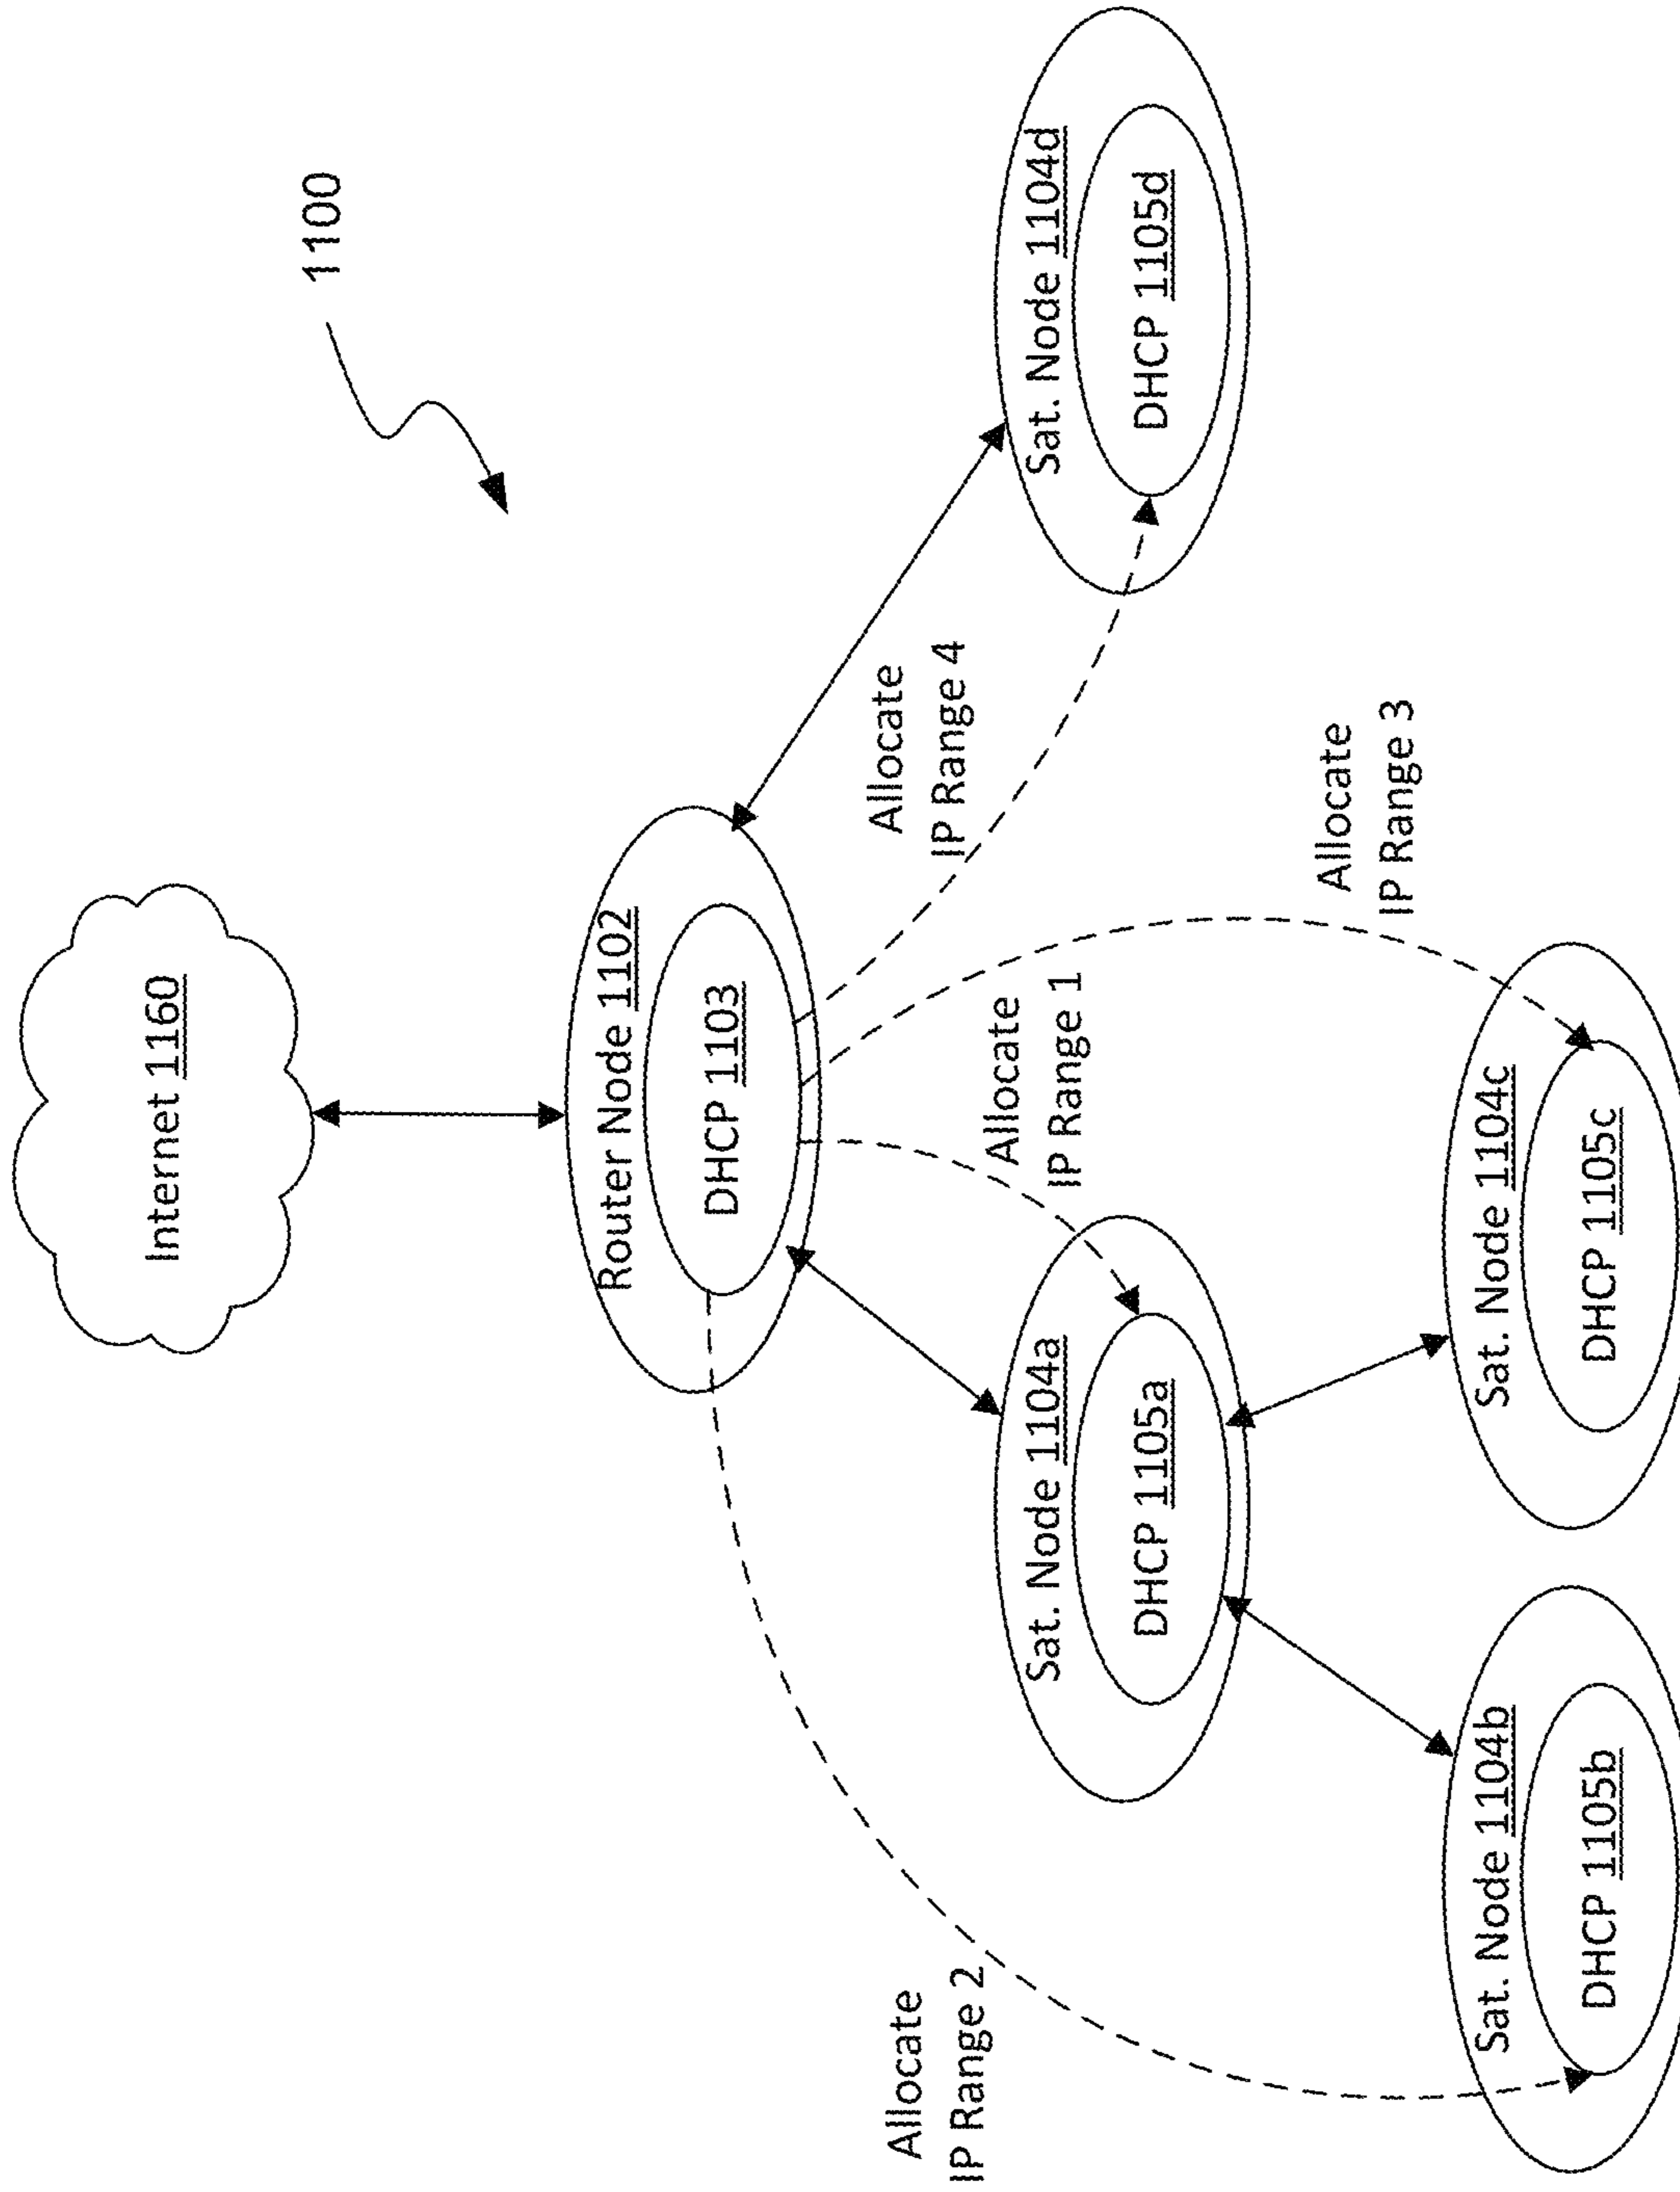 1100
Internet 1160
Router Node 1102
DHCP 1103
Allocate
IP Range 2
Allocate
IP Range 1
Allocate
IP Range 4
Sat. Node 1104a
DHCP 1105a
Sat. Node 1104d
DHCP 1105d
Allocate
IP Range 3
Sat. Node 1104b
DHCP 1105b
Sat. Node 1104c
DHCP 1105c